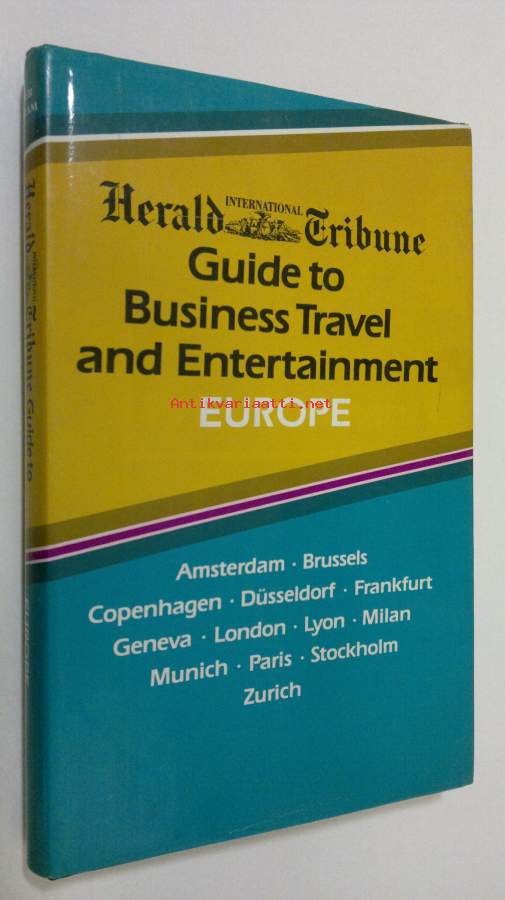 Herald INTERNATIONAL Tribune
Guide to
Business Travel
and Entertainment
EUROPE
Antikvariaatti.net
Amsterdam · Brussels
Copenhagen · Düsseldorf · Frankfurt
Geneva · London · Lyon · Milan
Munich · Paris · Stockholm
Zurich
Herald INTERNATIONAL Tribune Guide to